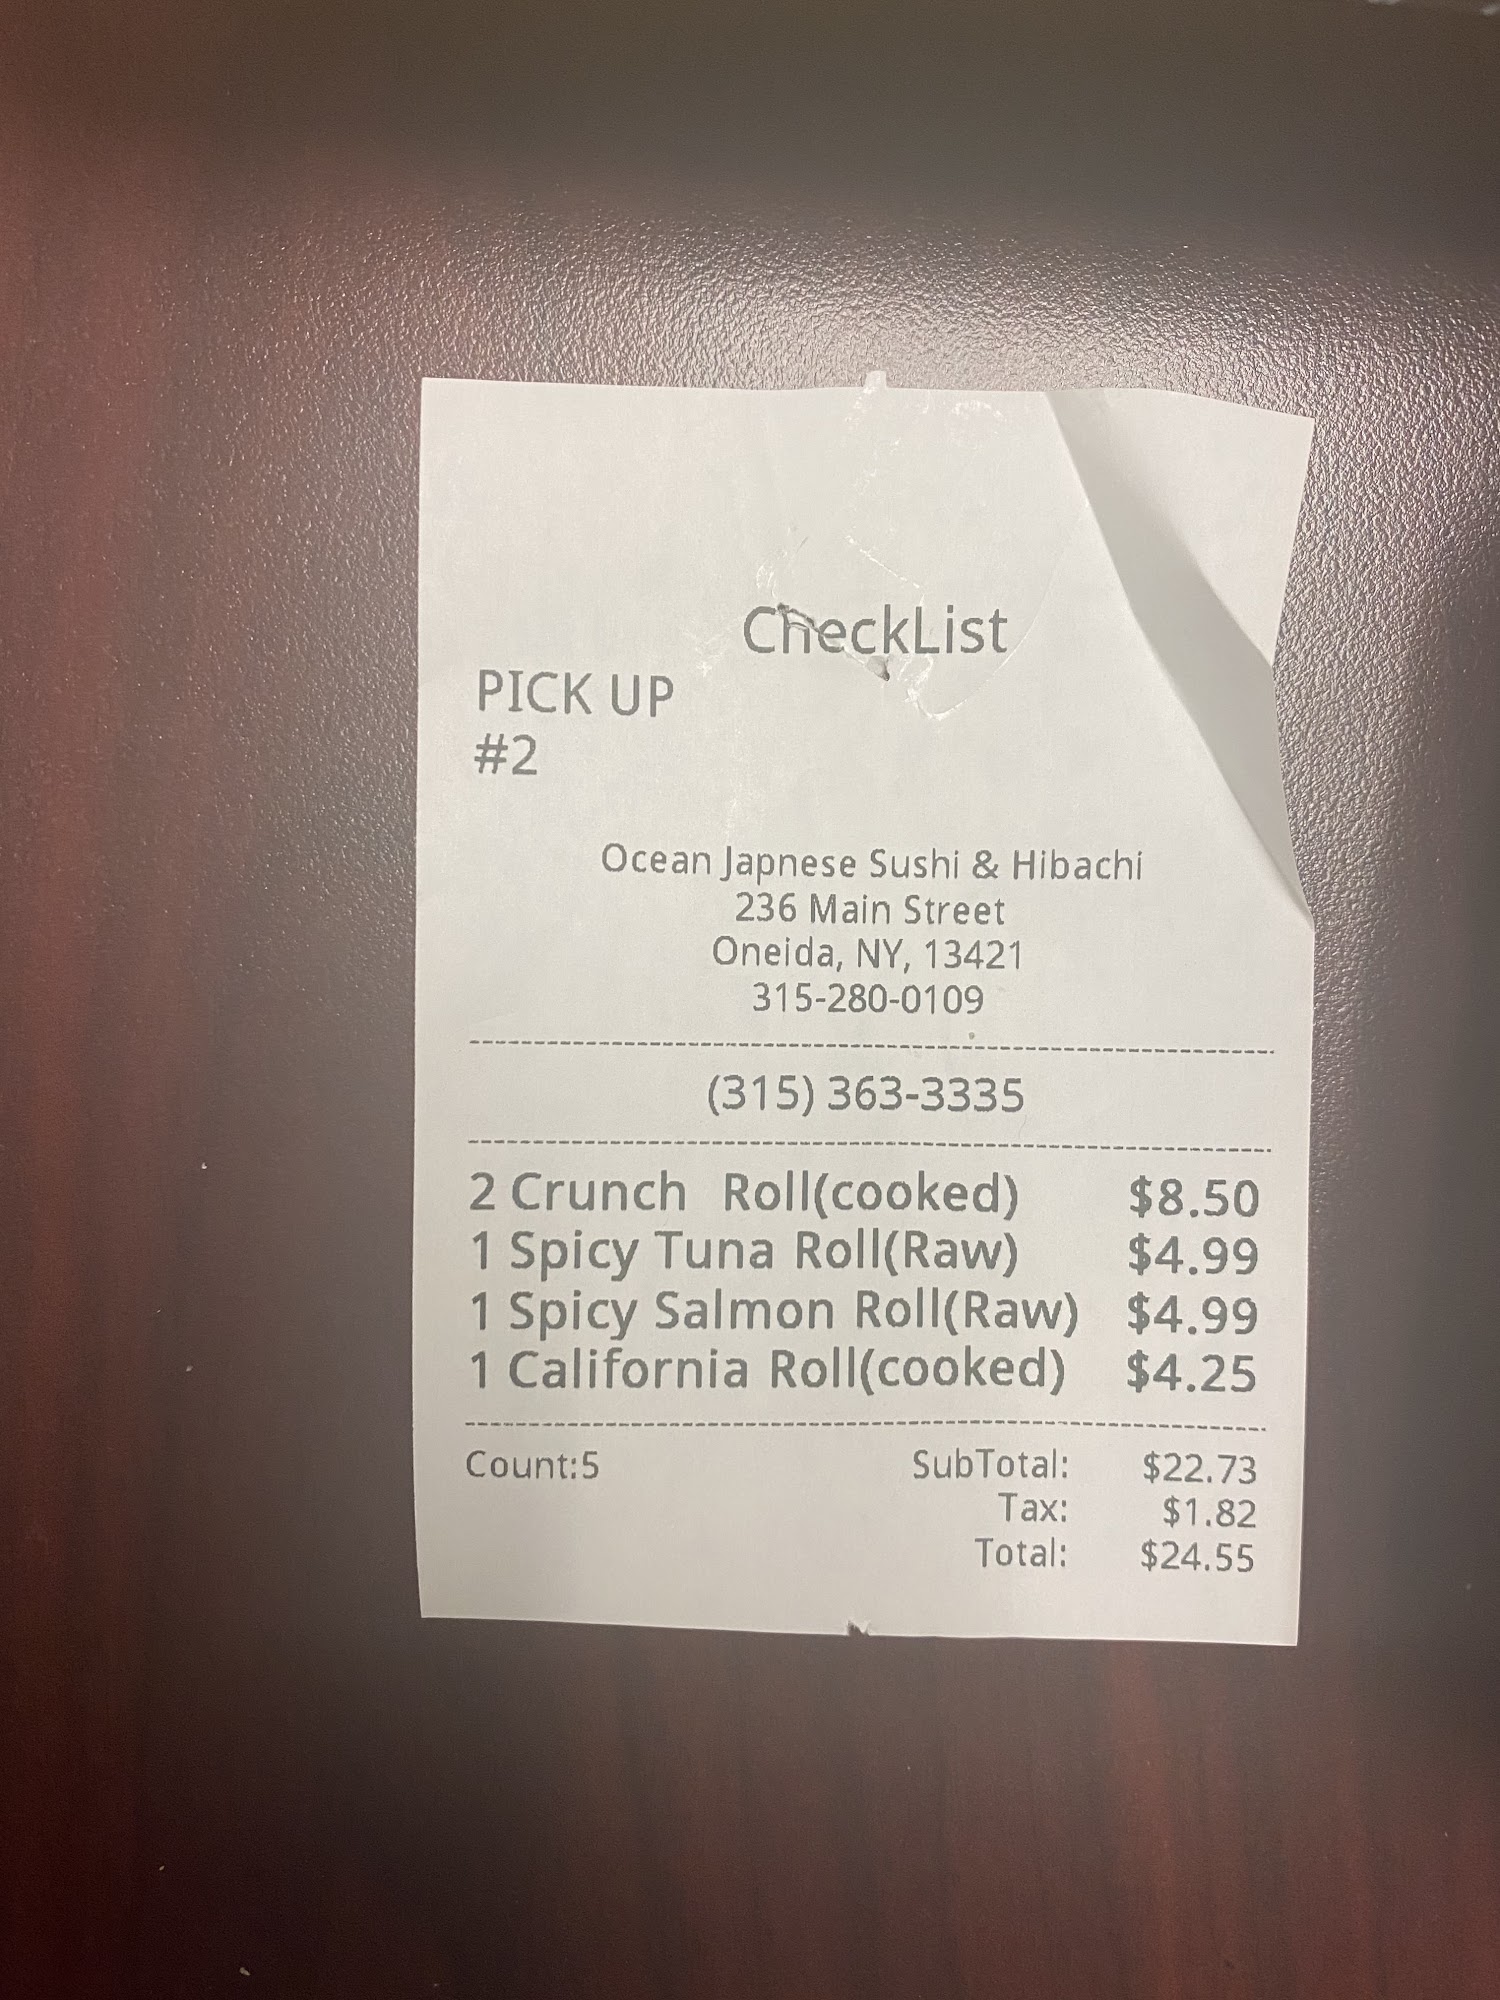 CheckList
PICK UP
#2
Ocean Japnese Sushi & Hibachi
236 Main Street
Oneida, NY, 13421
315-280-0109
(315) 363-3335
2 Crunch Roll(cooked) $8.50
1 Spicy Tuna Roll(Raw) $4.99
1 Spicy Salmon Roll(Raw) $4.99
1 California Roll(cooked) $4.25
Count:5 SubTotal: $22.73
Tax: $1.82
Total: $24.55